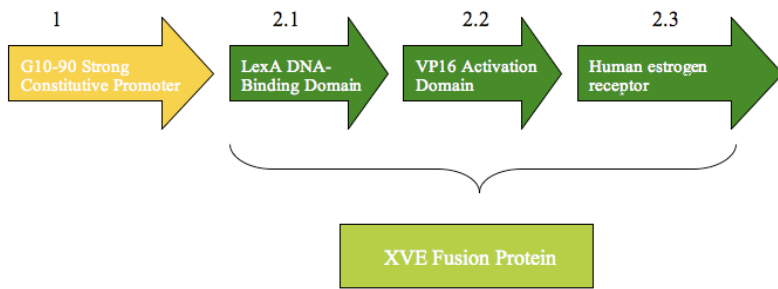 1
2.1
2.2
2.3
G10-90 Strong
Constitutive Promoter
LexA DNA-
Binding Domain
VP16 Activation
Domain
Human estrogen
receptor
XVE Fusion Protein